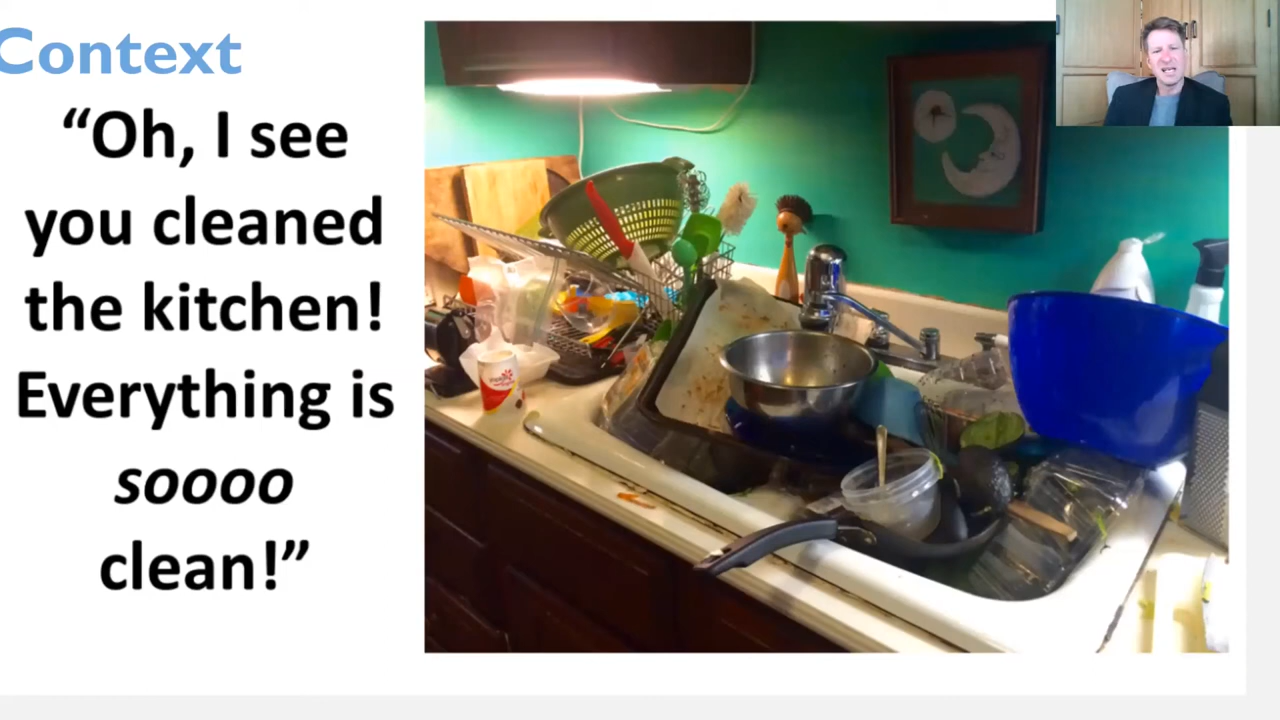 Context
“Oh, I see
you cleaned
the kitchen!
Everything is
soooo
clean!”